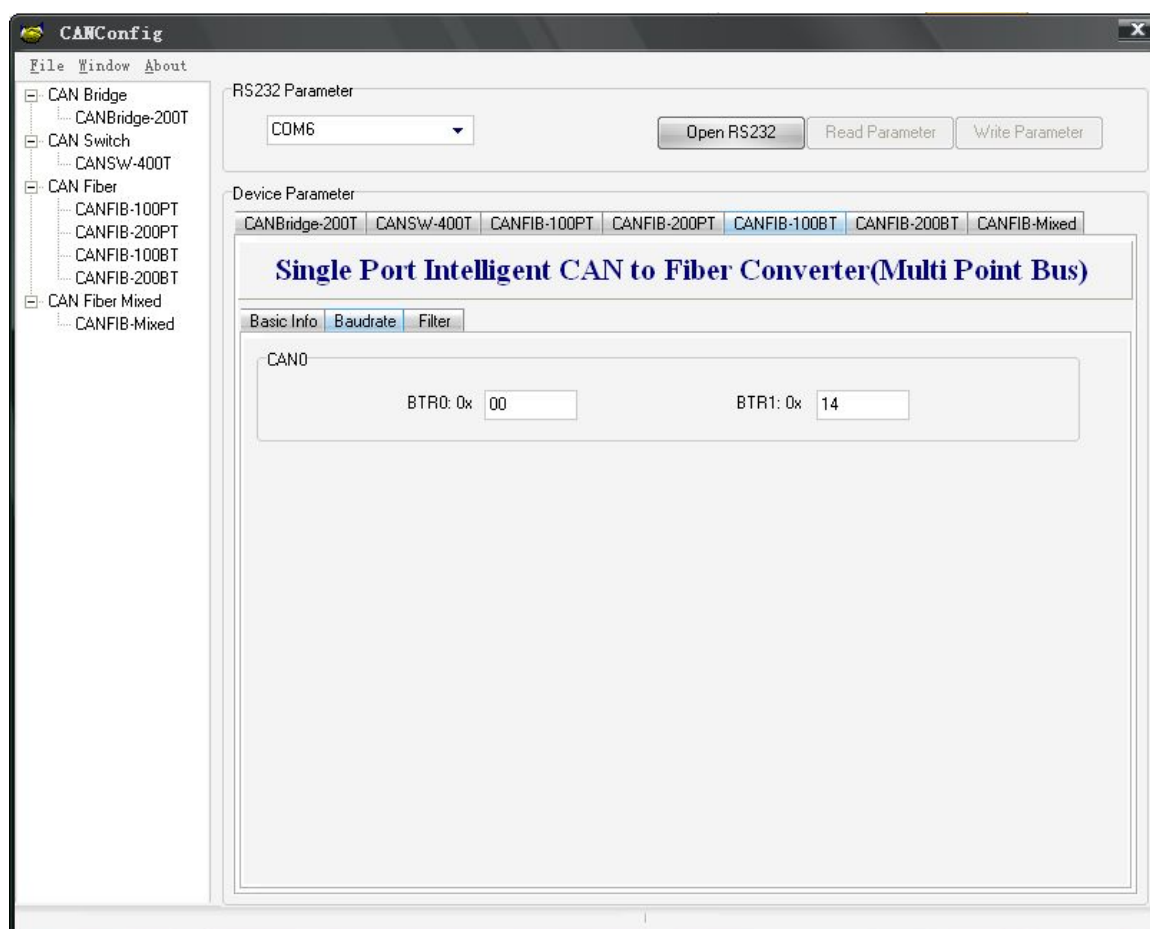 CANConfig
File Window About
CAN Bridge
CANBridge-200T
CAN Switch
CANSW-400T
CAN Fiber
CANFIB-100PT
CANFIB-200PT
CANFIB-100BT
CANFIB-200BT
CAN Fiber Mixed
CANFIB-Mixed
RS232 Parameter
COM6 Open RS232 Read Parameter Write Parameter
Device Parameter
CANBridge-200T CANSW-400T CANFIB-100PT CANFIB-200PT CANFIB-100BT CANFIB-200BT CANFIB-Mixed
Single Port Intelligent CAN to Fiber Converter(Multi Point Bus)
Basic Info Baudrate Filter
CAN0
BTR0: 0x 00 BTR1: 0x 14